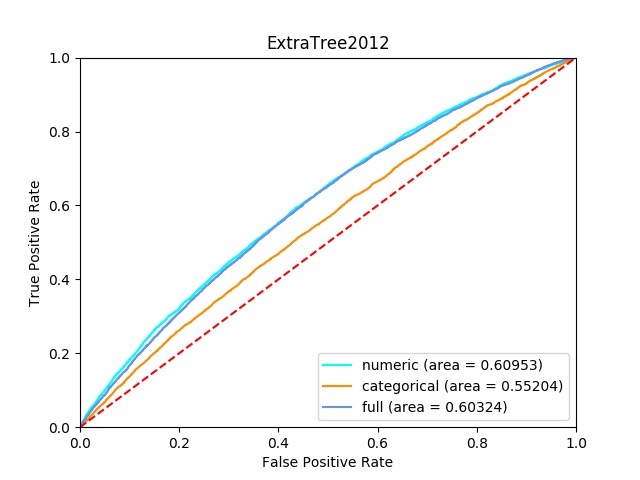 ExtraTree2012
1.0
0.8
0.6
0.4
0.2
0.0
True Positive Rate
numeric (area = 0.60953)
categorical (area = 0.55204)
full (area = 0.60324)
0.0 0.2 0.4 0.6 0.8 1.0
False Positive Rate